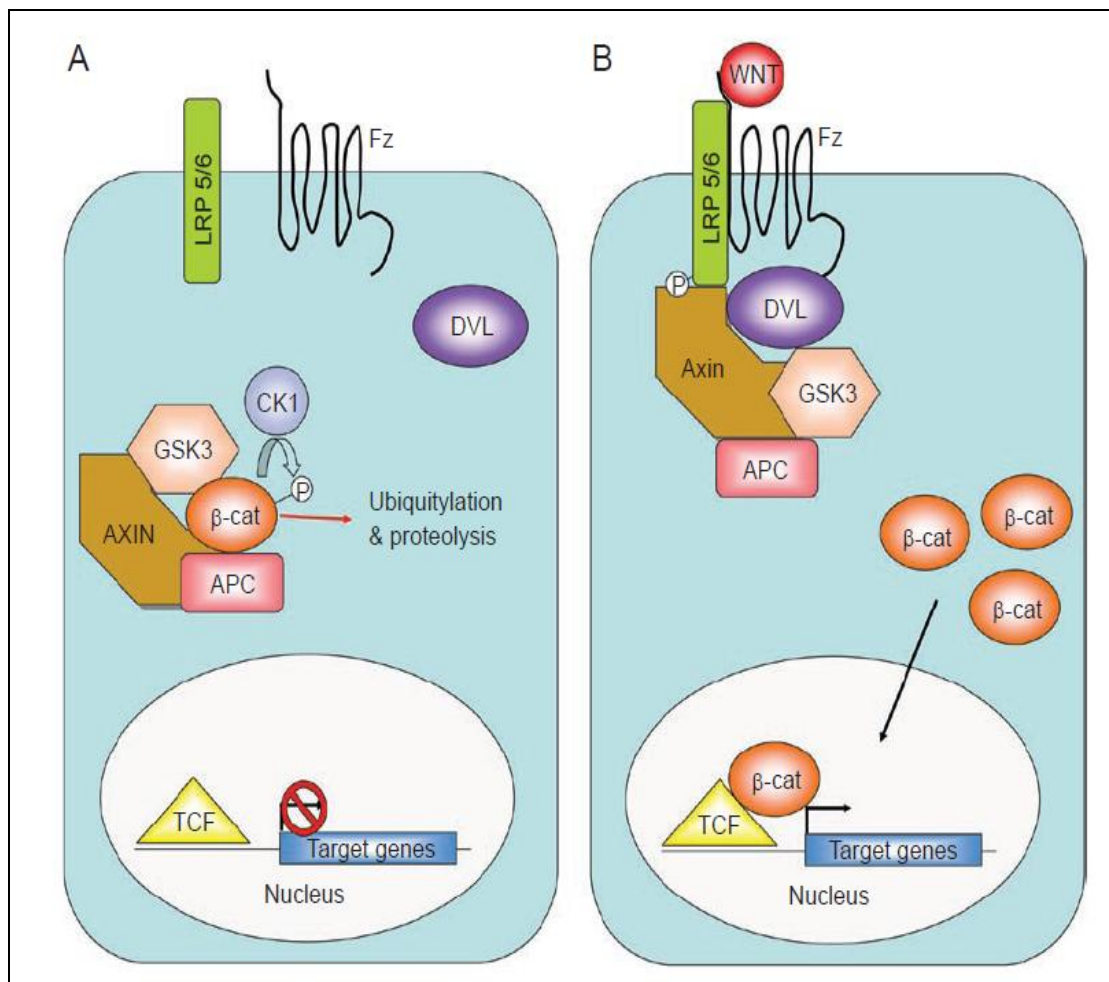 A
LRP 5/6
Fz
DVL
CK1
GSK3
P
β-cat
AXIN
APC
Ubiquitylation
& proteolysis
TCF
Target genes
Nucleus
B
WNT
LRP 5/6
Fz
P
DVL
Axin
GSK3
APC
β-cat
β-cat
β-cat
β-cat
TCF
Target genes
Nucleus